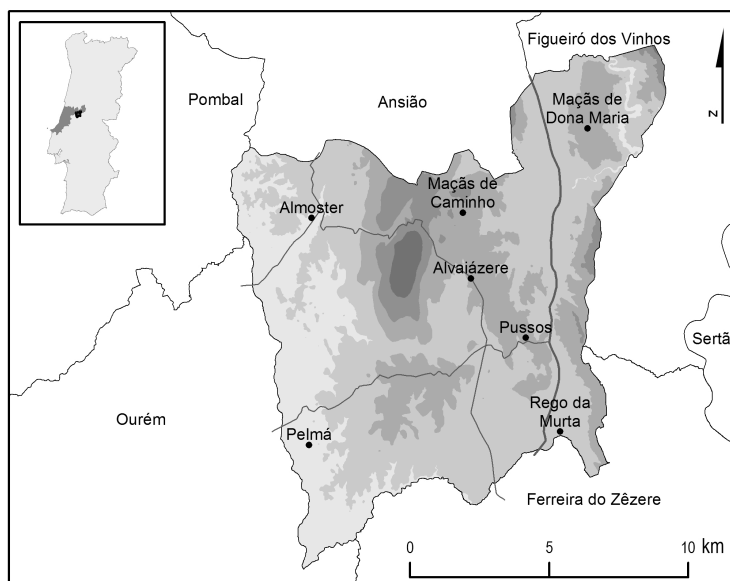 Figueiró dos Vinhos
Pombal
Ansião
Maçãs de
Dona Maria
N
Maçãs de
Caminho
Almoster
Alvaiázere
Pussos
Sertã
Ourém
Rego da
Murta
Pelmá
Ferreira do Zêzere
0 5 10 km